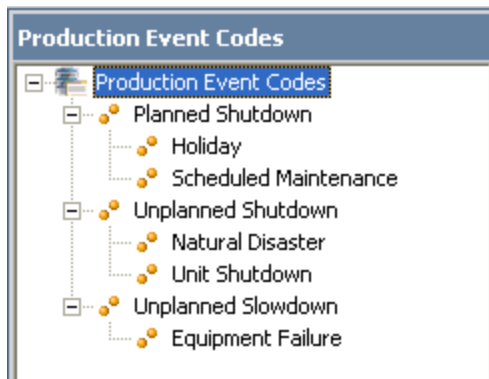 Production Event Codes
Production Event Codes
Planned Shutdown
Holiday
Scheduled Maintenance
Unplanned Shutdown
Natural Disaster
Unit Shutdown
Unplanned Slowdown
Equipment Failure